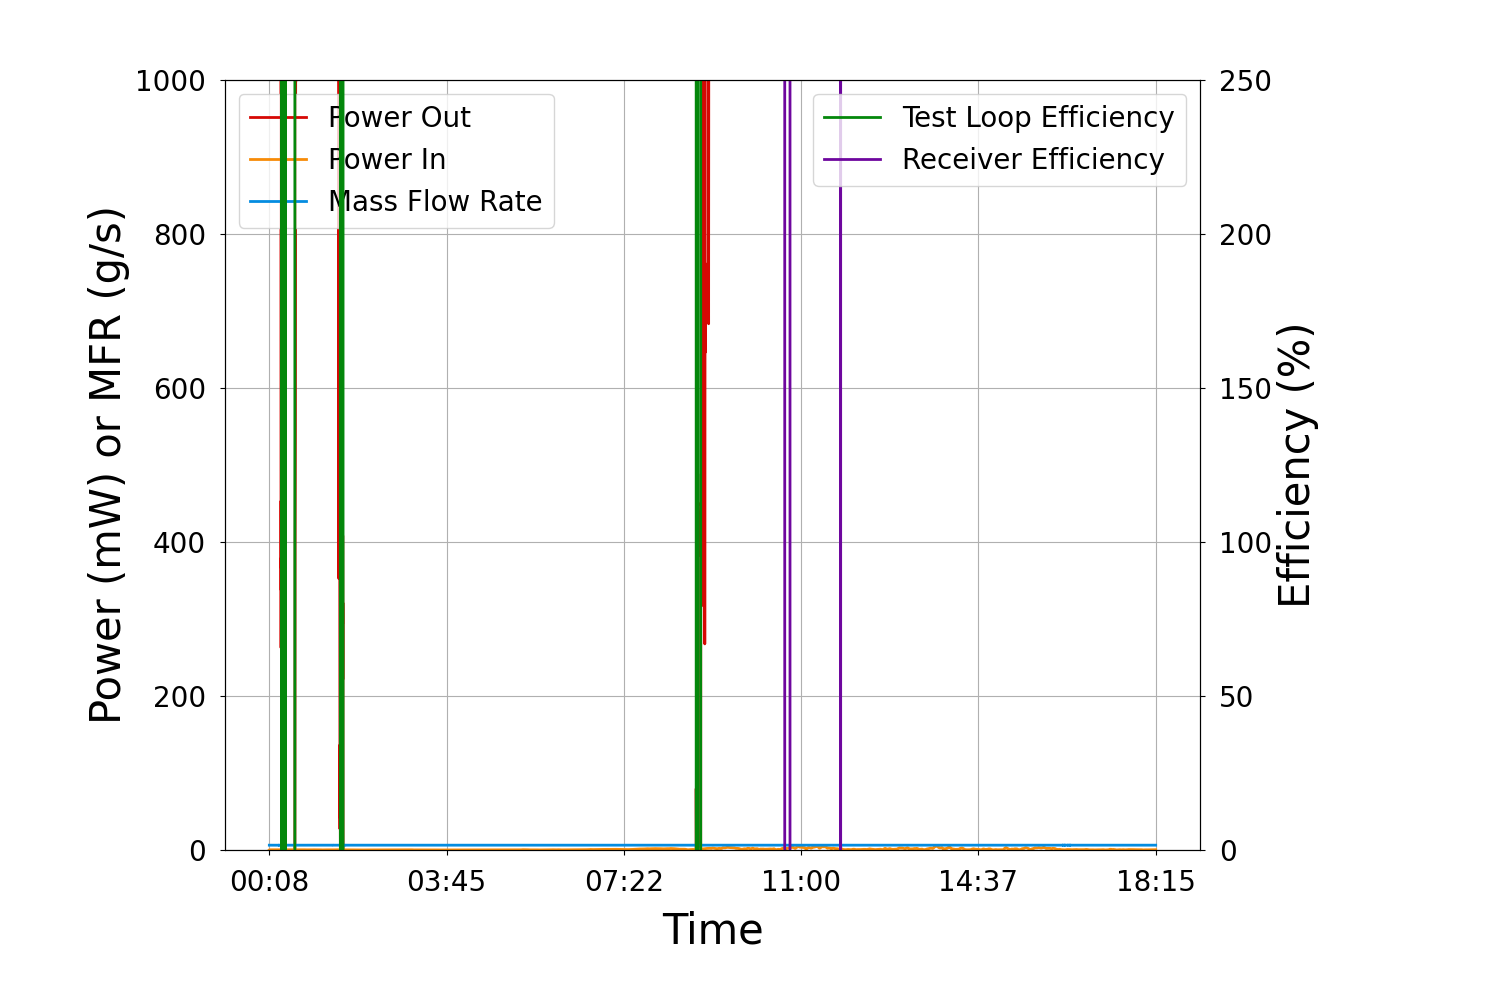 1000
800
600
400
200
0
Power (mW) or MFR (g/s)
Power Out
Power In
Mass Flow Rate
Test Loop Efficiency
Receiver Efficiency
250
200
150
100
50
0
Efficiency (%)
00:08 03:45 07:22 11:00 14:37 18:15
Time